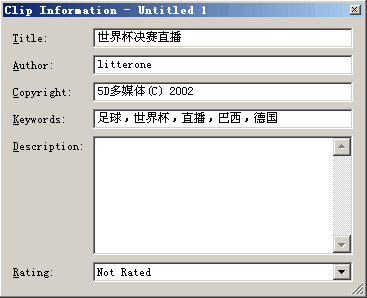 Clip Information - Untitled 1
Title: 世界杯决赛直播
Author: litterone
Copyright: 5D多媒体(C) 2002
Keywords: 足球，世界杯，直播，巴西，德国
Description:
Rating: Not Rated